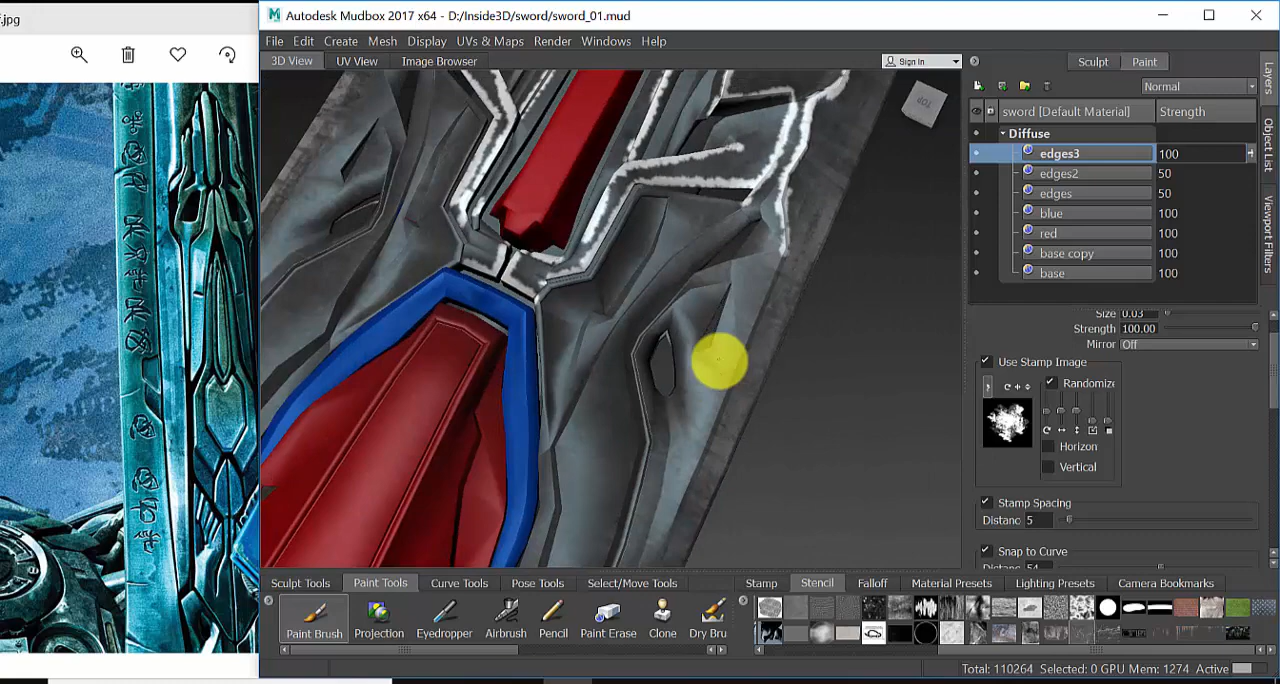 .jpg
Autodesk Mudbox 2017 x64 - D:/Inside3D/sword/sword_01.mud
File Edit Create Mesh Display UVs & Maps Render Windows Help
3D View UV View Image Browser
Sign In
Sculpt Paint
Normal
sword [Default Material] Strength
Diffuse
edges3 100
edges2 50
edges 50
blue 100
red 100
base copy 100
base 100
TOP
Size 0.03
Strength 100.00
Mirror Off
Use Stamp Image
Randomize
Horizon
Vertical
Stamp Spacing
Distanc 5
Snap to Curve
Distanc 54
Sculpt Tools Paint Tools Curve Tools Pose Tools Select/Move Tools
Stamp Stencil Falloff Material Presets Lighting Presets Camera Bookmarks
Paint Brush Projection Eyedropper Airbrush Pencil Paint Erase Clone Dry Bru
Total: 110264 Selected: 0 GPU Mem: 1274 Active
Layers
Object List
Viewport Filters